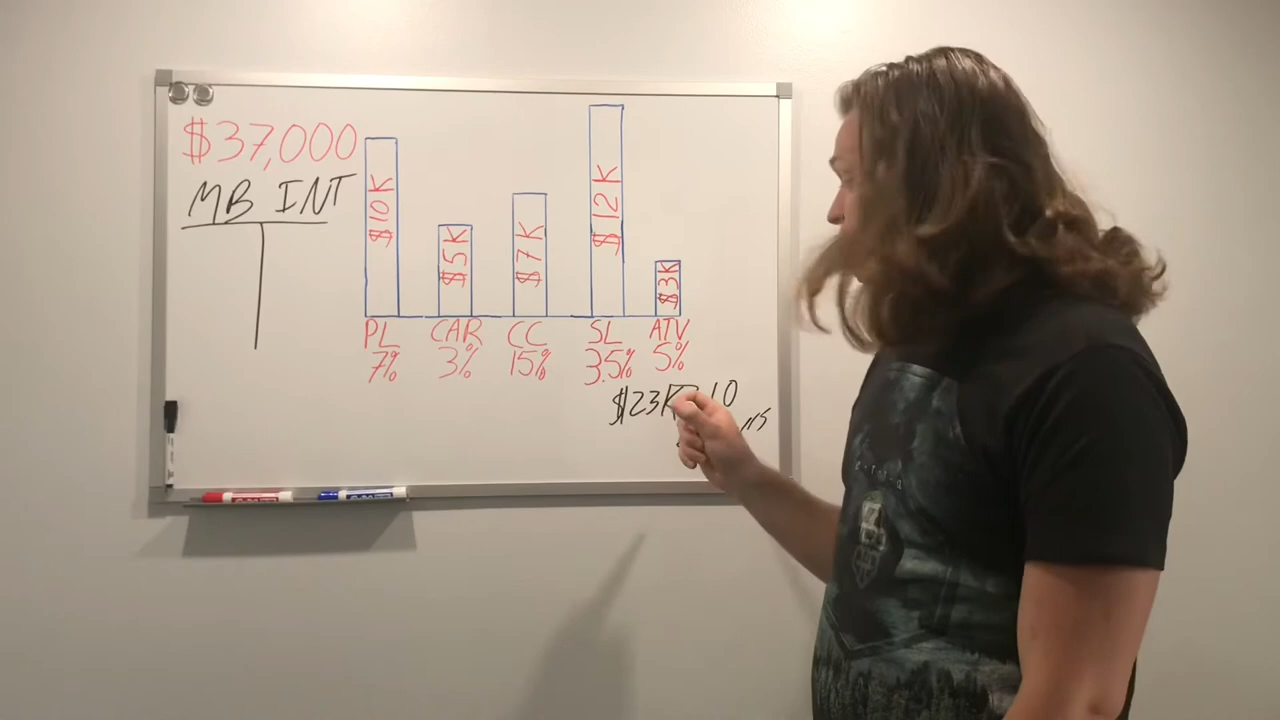 $37,000
MB INT
$10K
$5K
$7K
$12K
$3K
PL CAR CC SL ATV
7% 3% 15% 3.5% 5%
$23K 10